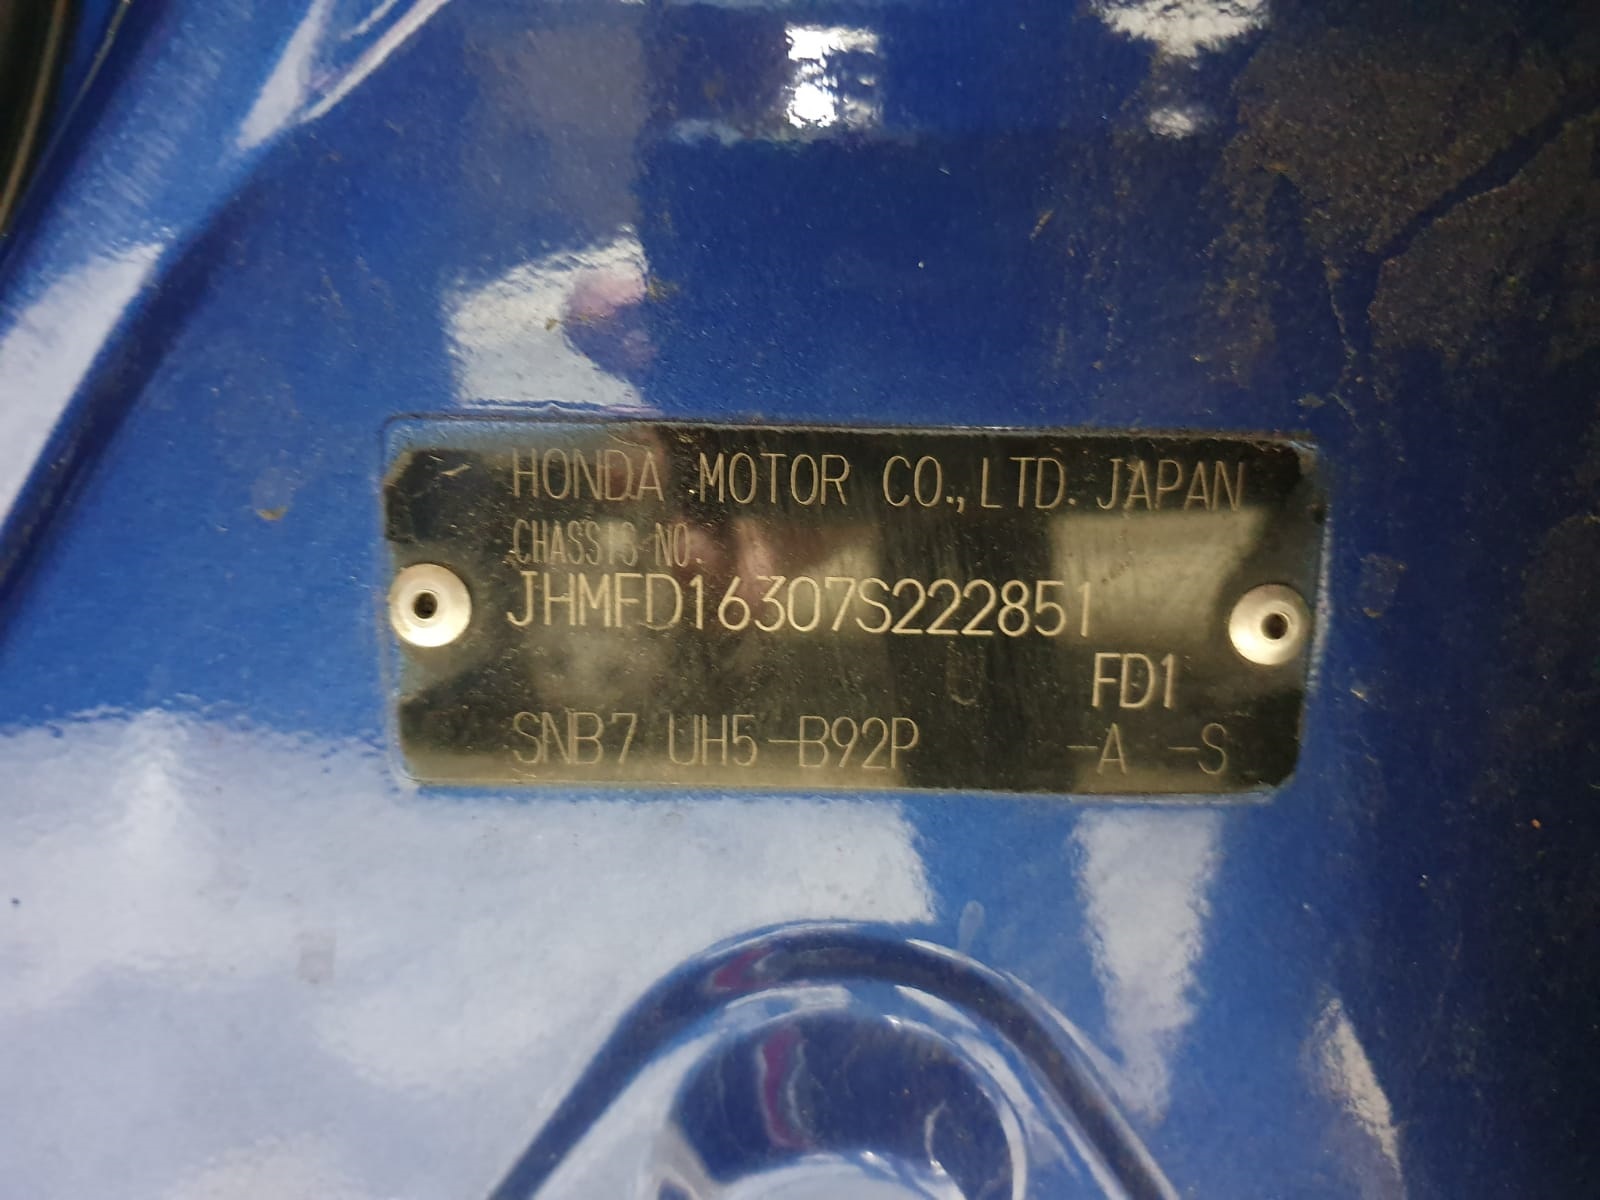 HONDA MOTOR CO., LTD. JAPAN
CHASSIS NO.
JHMFD16307S222851
FD1
SNB7 UH5-B92P -A -S